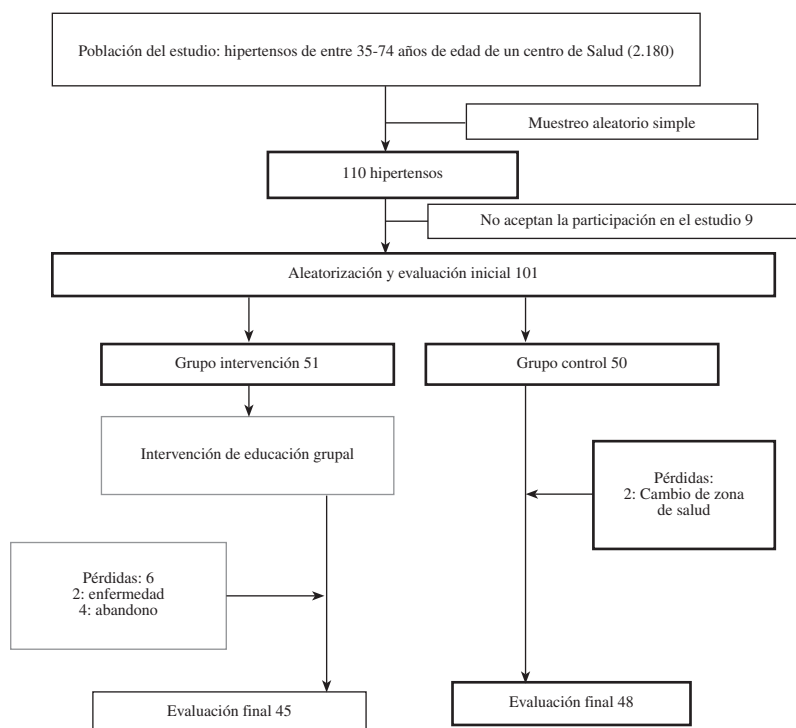 Población del estudio: hipertensos de entre 35-74 años de edad de un centro de Salud (2.180)
Muestreo aleatorio simple
110 hipertensos
No aceptan la participación en el estudio 9
Aleatorización y evaluación inicial 101
Grupo intervención 51
Grupo control 50
Intervención de educación grupal
Pérdidas:
2: Cambio de zona
de salud
Pérdidas: 6
2: enfermedad
4: abandono
Evaluación final 45
Evaluación final 48